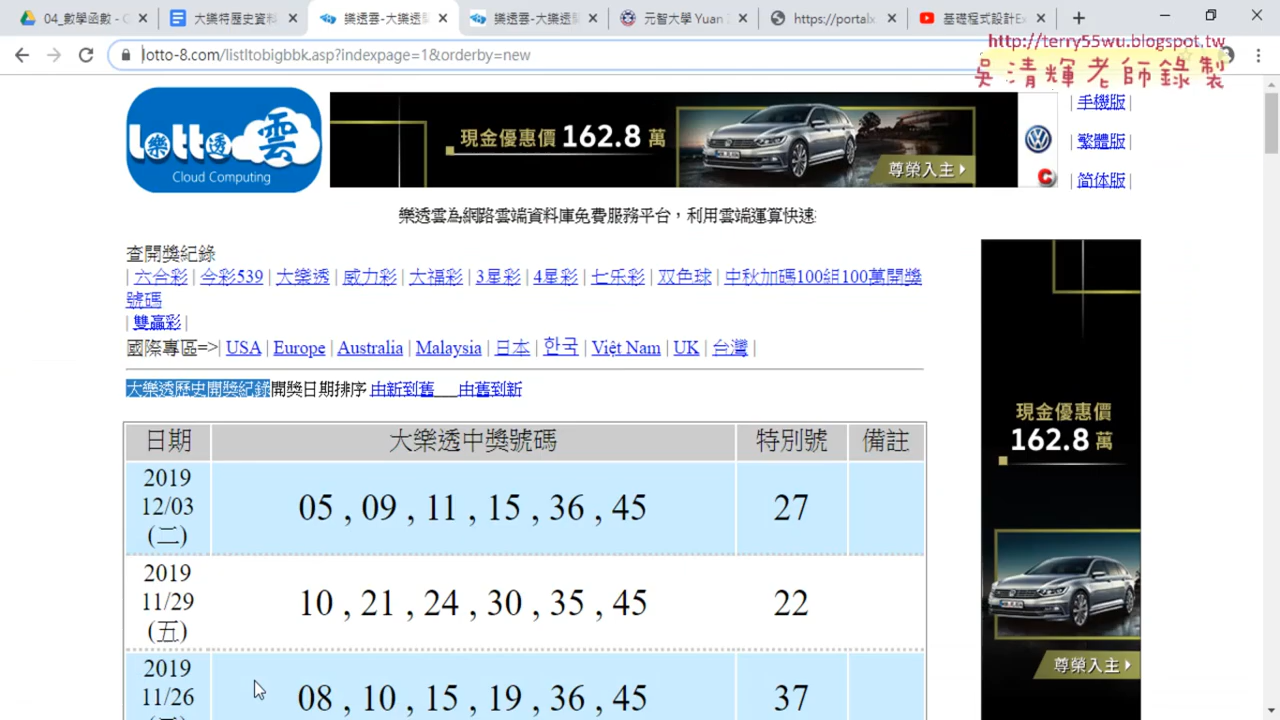 04_數學函數 - C
大樂特歷史資料
樂透雲-大樂透
樂透雲-大樂透
元智大學 Yuan
https://portalx
基礎程式設計Ex
lotto-8.com/listltobigbbk.asp?indexpage=1&orderby=new
http://terry55wu.blogspot.tw
吳清輝老師錄製
lotto 樂透 雲
Cloud Computing
現金優惠價 162.8 萬
尊榮入主
| 手機版|
| 繁體版|
| 简体版|
樂透雲為網路雲端資料庫免費服務平台，利用雲端運算快速
查開獎紀錄
| 六合彩 | 今彩539 | 大樂透 | 威力彩 | 大福彩 | 3星彩 | 4星彩 | 七乐彩 | 双色球 | 中秋加碼100組100萬開獎
號碼
| 雙贏彩 |
國際專區=>| USA | Europe | Australia | Malaysia | 日本 | 한국 | Việt Nam | UK | 台灣 |
大樂透歷史開獎紀錄開獎日期排序 由新到舊___由舊到新
日期 大樂透中獎號碼 特別號 備註
2019
12/03
(二)
05 , 09 , 11 , 15 , 36 , 45 27
2019
11/29
(五)
10 , 21 , 24 , 30 , 35 , 45 22
2019
11/26
08 , 10 , 15 , 19 , 36 , 45 37
現金優惠價
162.8 萬
尊榮入主